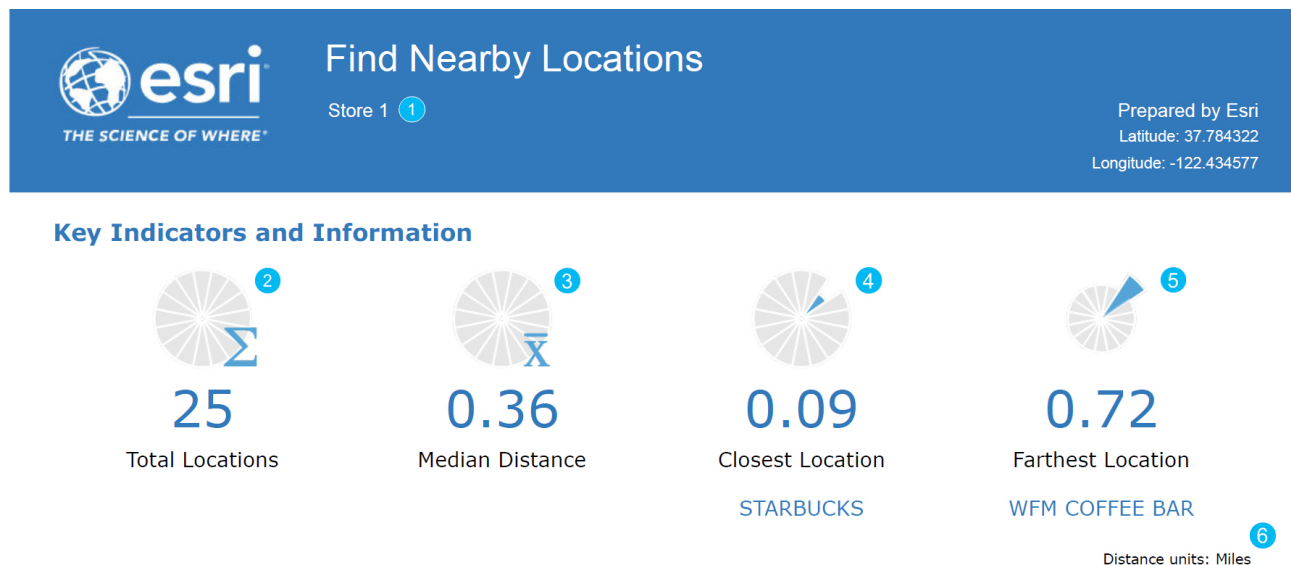 esri
THE SCIENCE OF WHERE®
Find Nearby Locations
Store 1 1
Prepared by Esri
Latitude: 37.784322
Longitude: -122.434577
Key Indicators and Information
2 3 4 5
Σ x̿
25 0.36 0.09 0.72
Total Locations Median Distance Closest Location Farthest Location
STARBUCKS WFM COFFEE BAR
6
Distance units: Miles